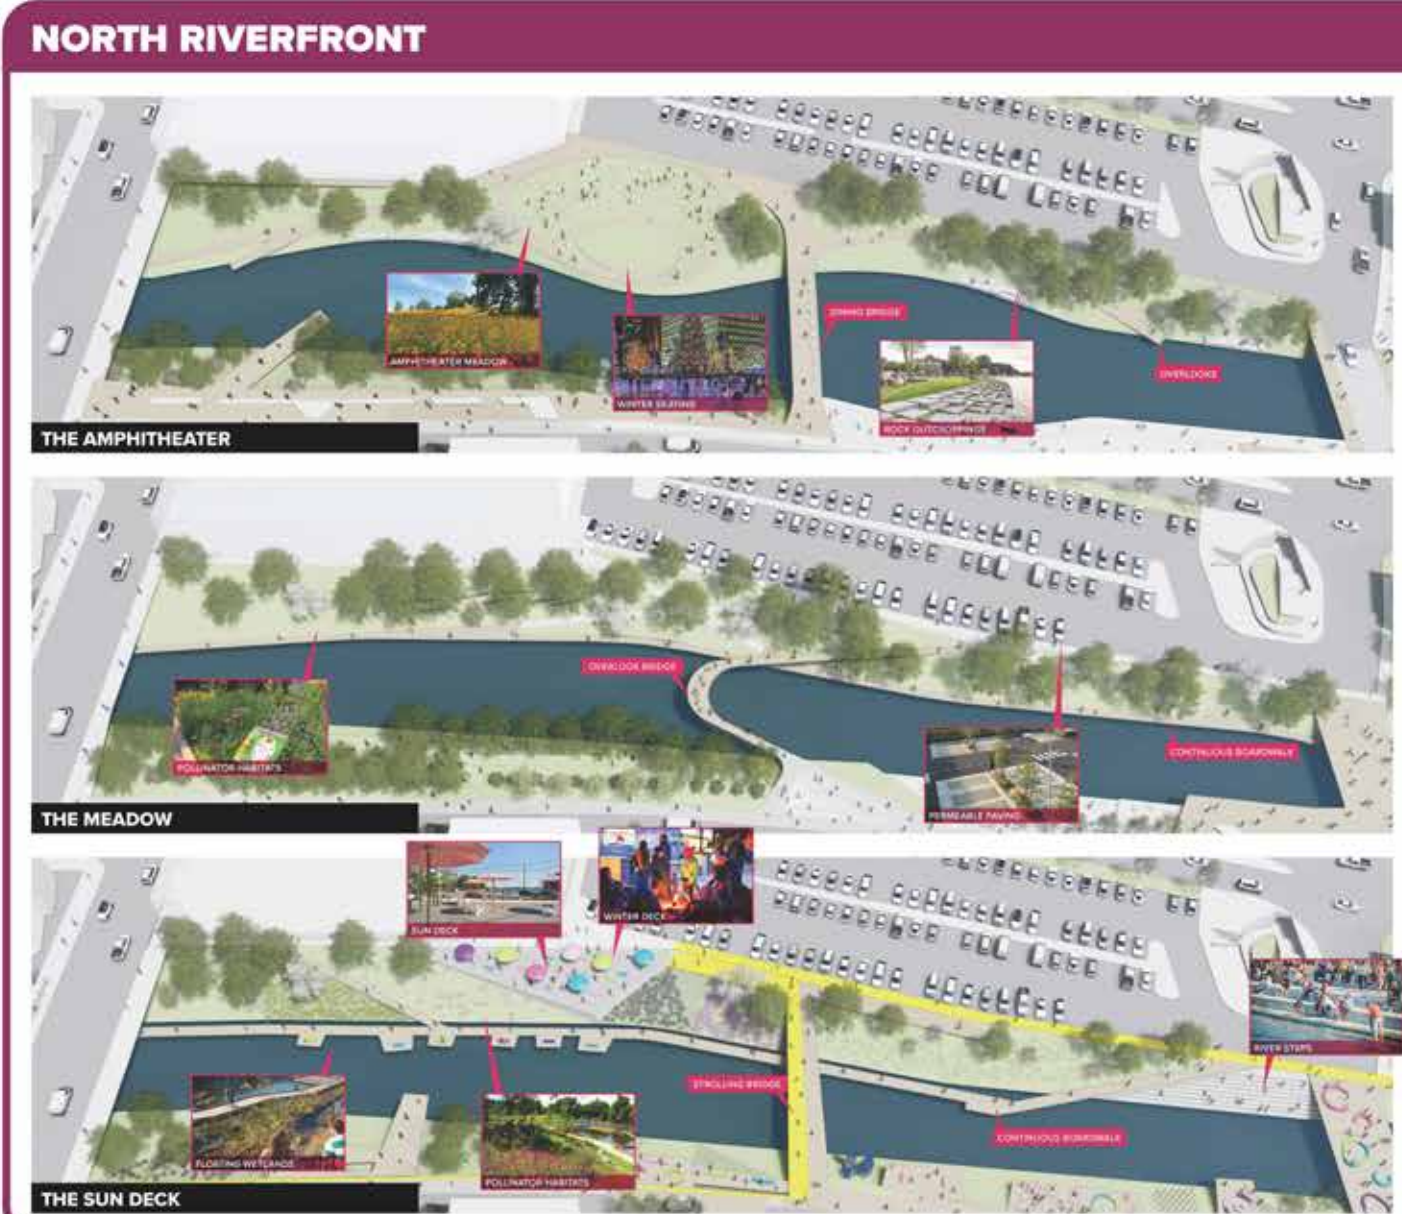 NORTH RIVERFRONT
AMPHITHEATER MEADOW
WINTER SKATING
DINING BRIDGE
ROCK OUTCROPPINGS
OVERLOOKS
THE AMPHITHEATER
OVERLOOK BRIDGE
POLLINATOR HABITATS
CONTINUOUS BOARDWALK
PERMEABLE PAVING
THE MEADOW
SUN DECK
WINTER DECK
RIVER STEPS
STROLLING BRIDGE
CONTINUOUS BOARDWALK
FLOATING WETLANDS
POLLINATOR HABITATS
THE SUN DECK